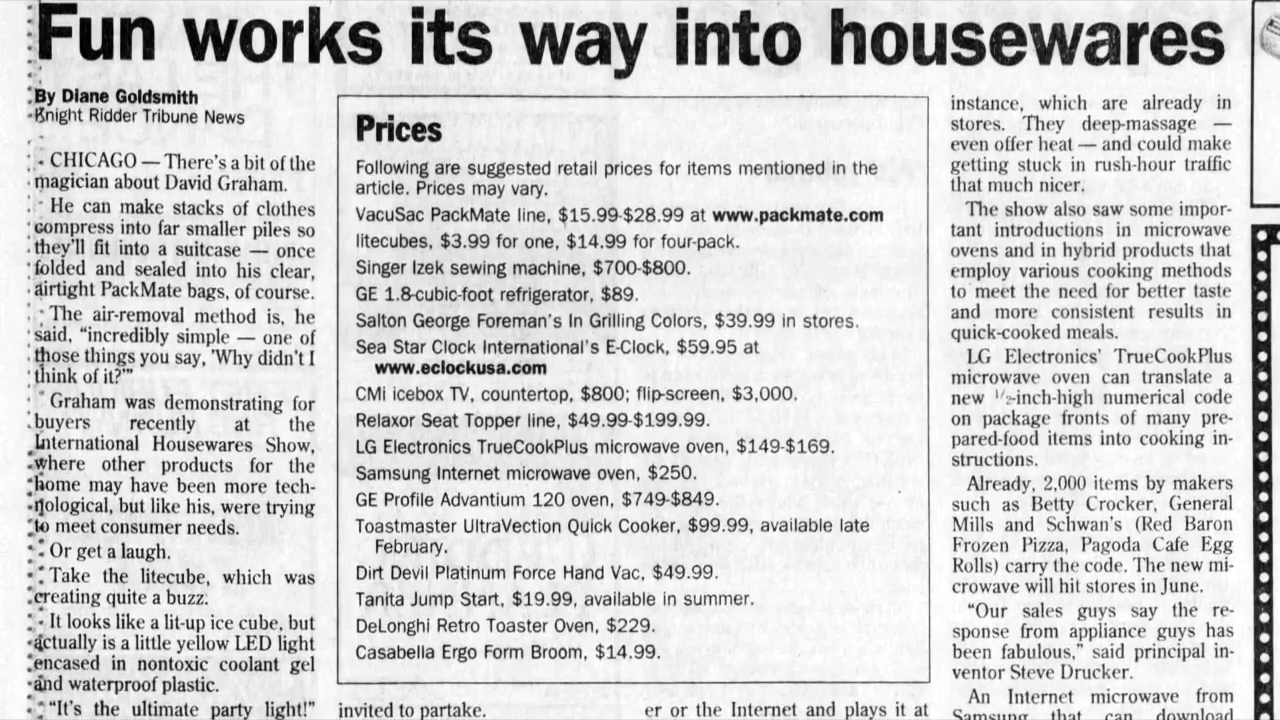 Fun works its way into housewares
By Diane Goldsmith
Knight Ridder Tribune News
CHICAGO — There's a bit of the
magician about David Graham.
He can make stacks of clothes
compress into far smaller piles so
they'll fit into a suitcase — once
folded and sealed into his clear,
airtight PackMate bags, of course.
The air-removal method is, he
said, “incredibly simple — one of
those things you say, 'Why didn't I
think of it?'”
Graham was demonstrating for
buyers recently at the
International Housewares Show,
where other products for the
home may have been more tech-
nological, but like his, were trying
to meet consumer needs.
Or get a laugh.
Take the litecube, which was
creating quite a buzz:
It looks like a lit-up ice cube, but
actually is a little yellow LED light
encased in nontoxic coolant gel
and waterproof plastic.
“It's the ultimate party light!”
Prices
Following are suggested retail prices for items mentioned in the
article. Prices may vary.
VacuSac PackMate line, $15.99-$28.99 at www.packmate.com
litecubes, $3.99 for one, $14.99 for four-pack.
Singer Izek sewing machine, $700-$800.
GE 1.8-cubic-foot refrigerator, $89.
Salton George Foreman's In Grilling Colors, $39.99 in stores.
Sea Star Clock International's E-Clock, $59.95 at
www.eclockusa.com
CMi icebox TV, countertop, $800; flip-screen, $3,000.
Relaxor Seat Topper line, $49.99-$199.99.
LG Electronics TrueCookPlus microwave oven, $149-$169.
Samsung Internet microwave oven, $250.
GE Profile Advantium 120 oven, $749-$849.
Toastmaster UltraVection Quick Cooker, $99.99, available late
February.
Dirt Devil Platinum Force Hand Vac, $49.99.
Tanita Jump Start, $19.99, available in summer.
DeLonghi Retro Toaster Oven, $229.
Casabella Ergo Form Broom, $14.99.
invited to partake.
er or the Internet and plays it at
instance, which are already in
stores. They deep-massage —
even offer heat — and could make
getting stuck in rush-hour traffic
that much nicer.
The show also saw some impor-
tant introductions in microwave
ovens and in hybrid products that
employ various cooking methods
to meet the need for better taste
and more consistent results in
quick-cooked meals.
LG Electronics' TrueCookPlus
microwave oven can translate a
new 1/2-inch-high numerical code
on package fronts of many pre-
pared-food items into cooking in-
structions.
Already, 2,000 items by makers
such as Betty Crocker, General
Mills and Schwan's (Red Baron
Frozen Pizza, Pagoda Cafe Egg
Rolls) carry the code. The new mi-
crowave will hit stores in June.
“Our sales guys say the re-
sponse from appliance guys has
been fabulous,” said principal in-
ventor Steve Drucker.
An Internet microwave from
Samsung that can download